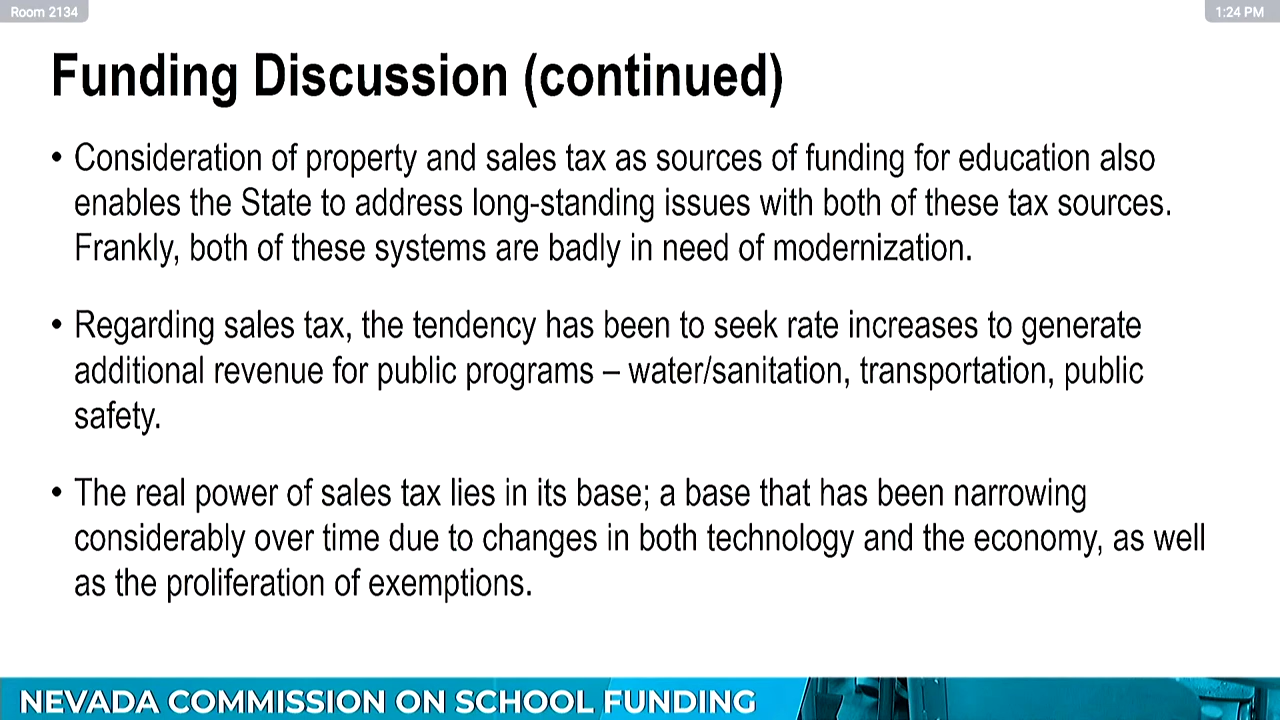 Room 2134
1:24 PM
Funding Discussion (continued)
• Consideration of property and sales tax as sources of funding for education also
enables the State to address long-standing issues with both of these tax sources.
Frankly, both of these systems are badly in need of modernization.
• Regarding sales tax, the tendency has been to seek rate increases to generate
additional revenue for public programs – water/sanitation, transportation, public
safety.
• The real power of sales tax lies in its base; a base that has been narrowing
considerably over time due to changes in both technology and the economy, as well
as the proliferation of exemptions.
NEVADA COMMISSION ON SCHOOL FUNDING